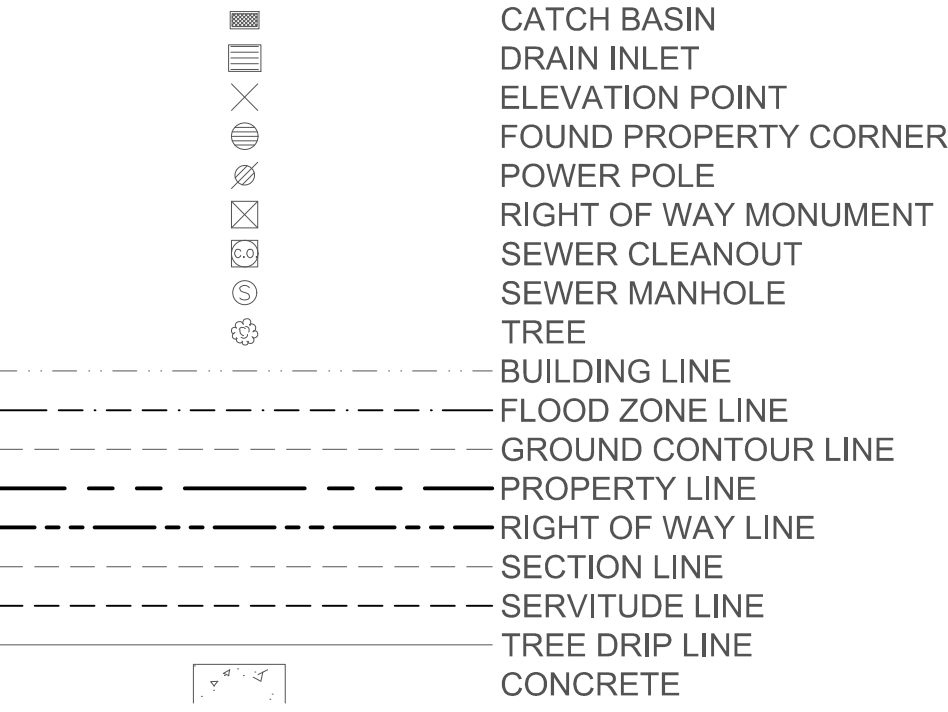 CATCH BASIN
DRAIN INLET
ELEVATION POINT
FOUND PROPERTY CORNER
POWER POLE
RIGHT OF WAY MONUMENT
C.O. SEWER CLEANOUT
S SEWER MANHOLE
TREE
BUILDING LINE
FLOOD ZONE LINE
GROUND CONTOUR LINE
PROPERTY LINE
RIGHT OF WAY LINE
SECTION LINE
SERVITUDE LINE
TREE DRIP LINE
CONCRETE